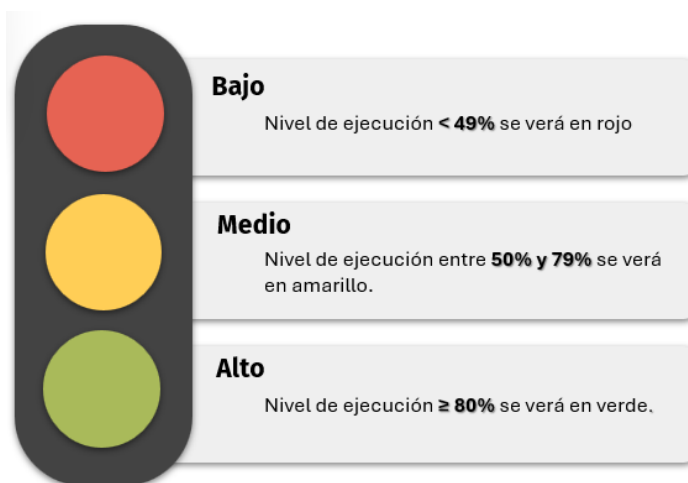 Bajo
Nivel de ejecución < 49% se verá en rojo
Medio
Nivel de ejecución entre 50% y 79% se verá
en amarillo.
Alto
Nivel de ejecución ≥ 80% se verá en verde.